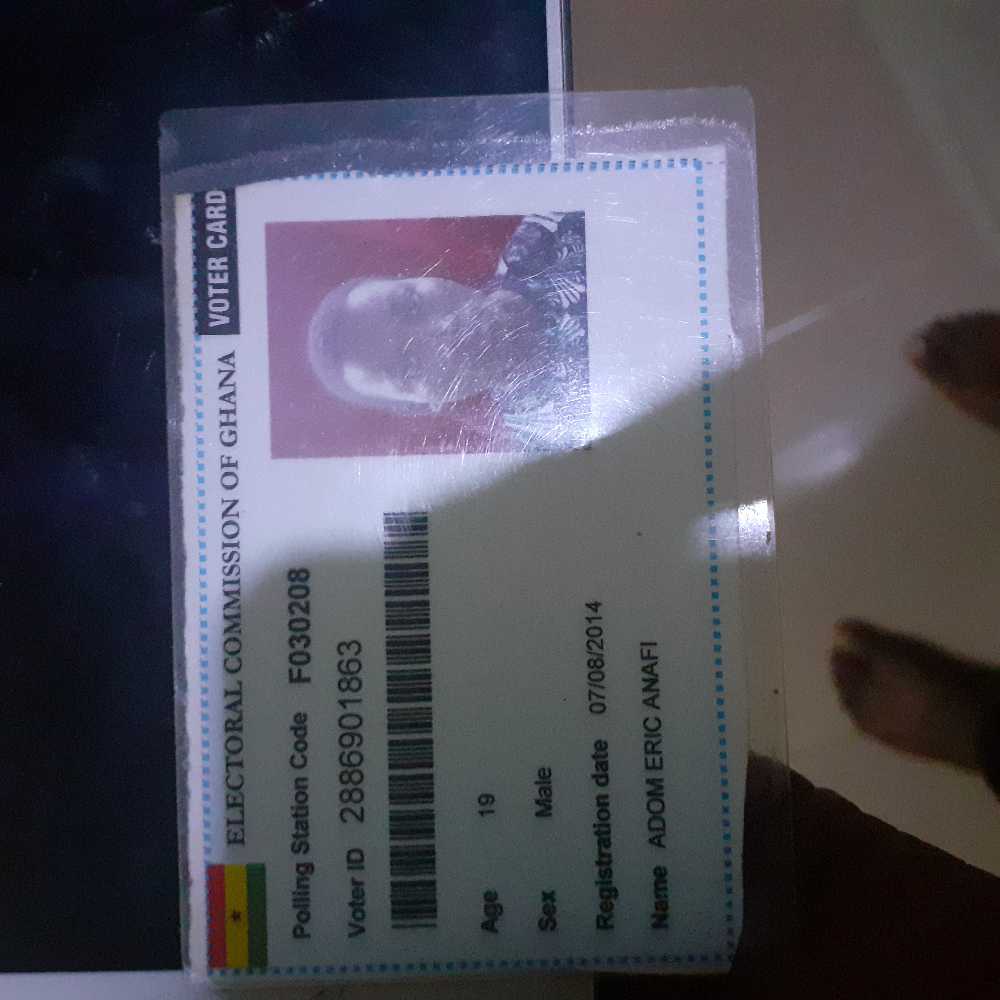 ELECTORAL COMMISSION OF GHANA VOTER CARD
Polling Station Code F030208
Voter ID 2886901863
Age 19
Sex Male
Registration date 07/08/2014
Name ADOM ERIC ANAFI